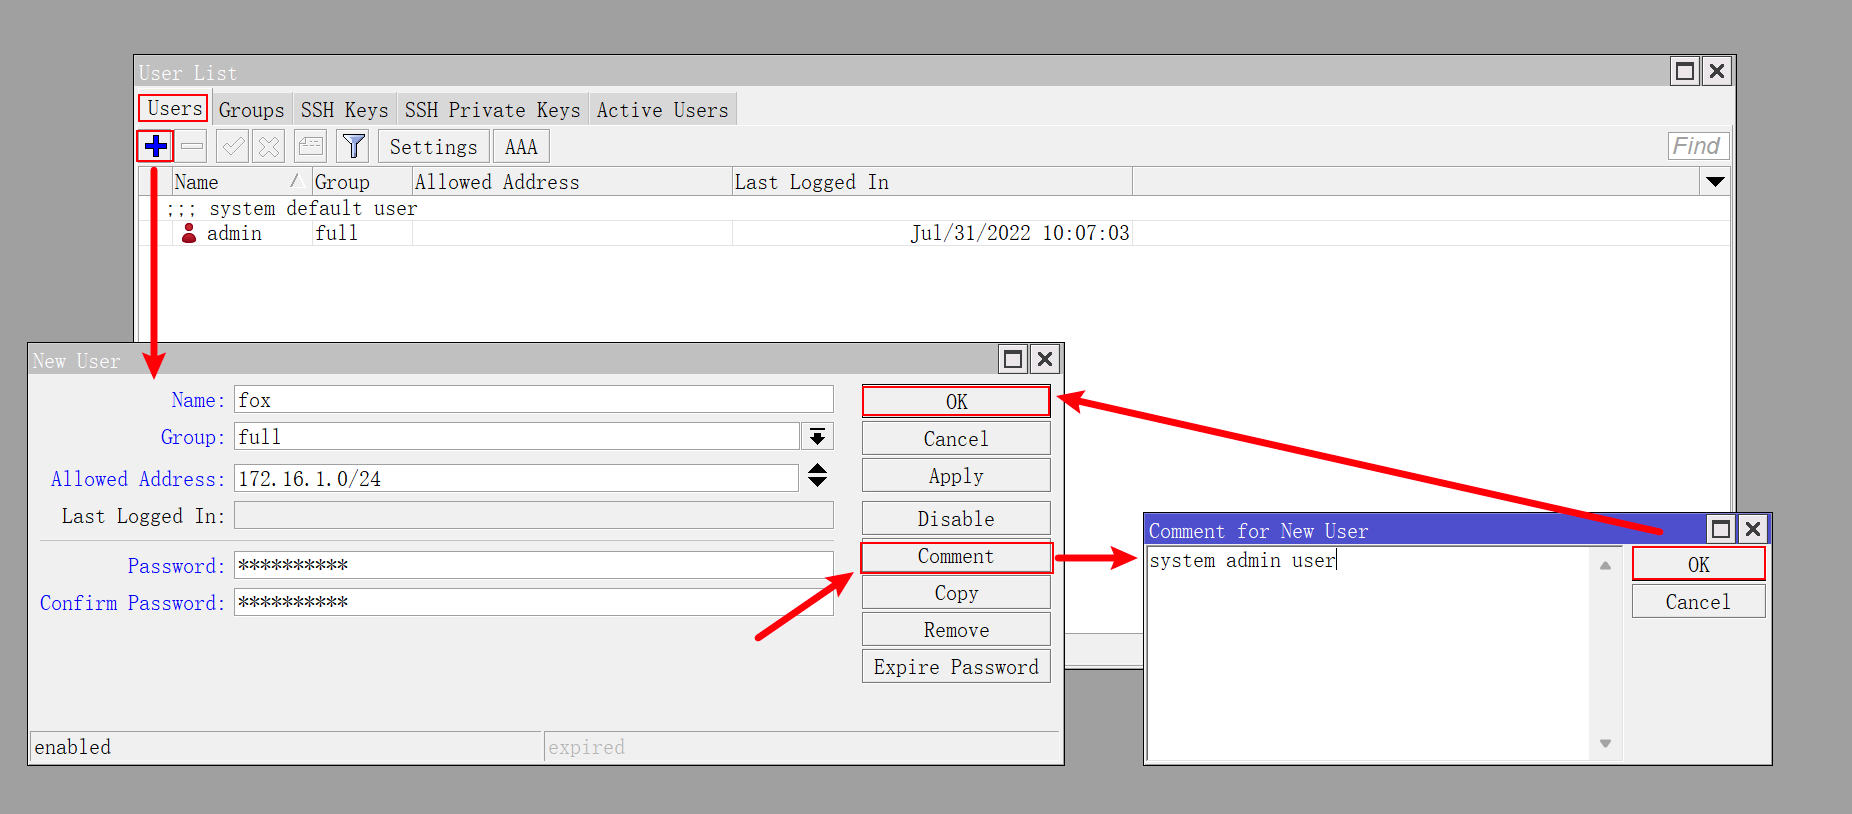 User List
Users Groups SSH Keys SSH Private Keys Active Users
Settings AAA Find
Name Group Allowed Address Last Logged In
;;; system default user
admin full Jul/31/2022 10:07:03
New User
Name: fox
Group: full
Allowed Address: 172.16.1.0/24
Last Logged In:
Password: **********
Confirm Password: **********
OK
Cancel
Apply
Disable
Comment
Copy
Remove
Expire Password
enabled expired
Comment for New User
system admin user
OK
Cancel